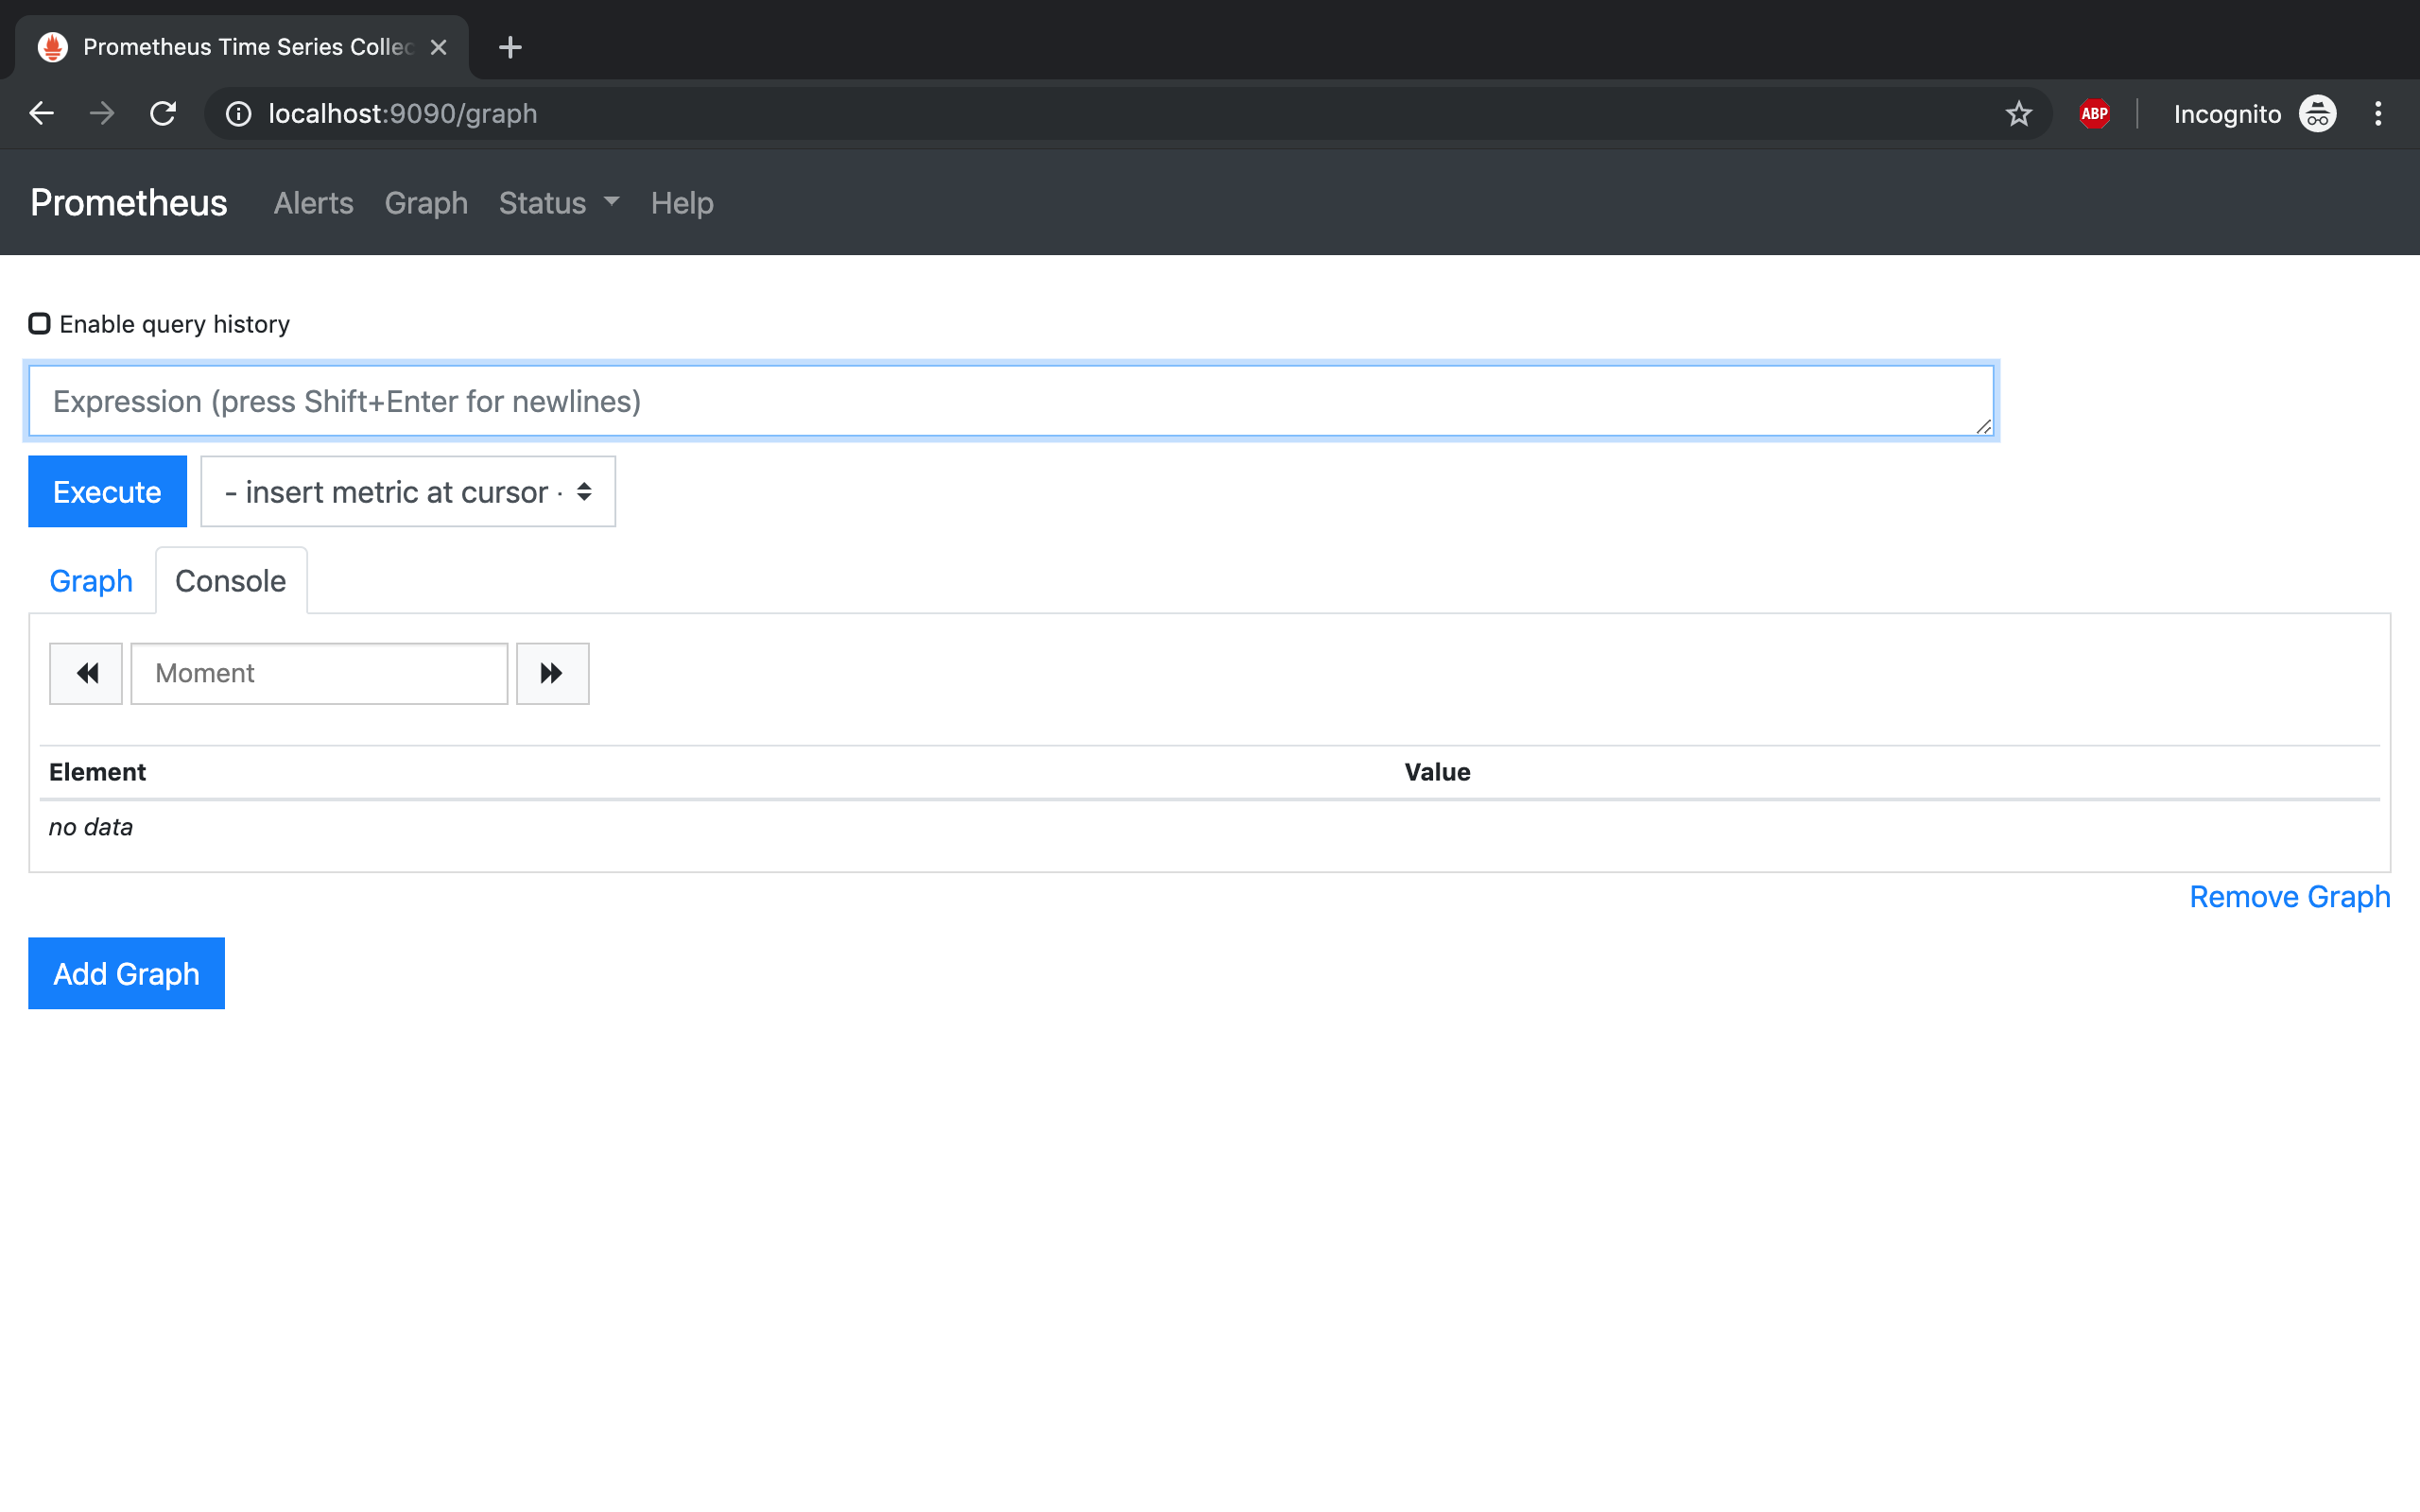 Prometheus Time Series Collec
localhost:9090/graph
ABP
Incognito
Prometheus Alerts Graph Status Help
Enable query history
Expression (press Shift+Enter for newlines)
Execute - insert metric at cursor -
Graph Console
Moment
Element Value
no data
Remove Graph
Add Graph